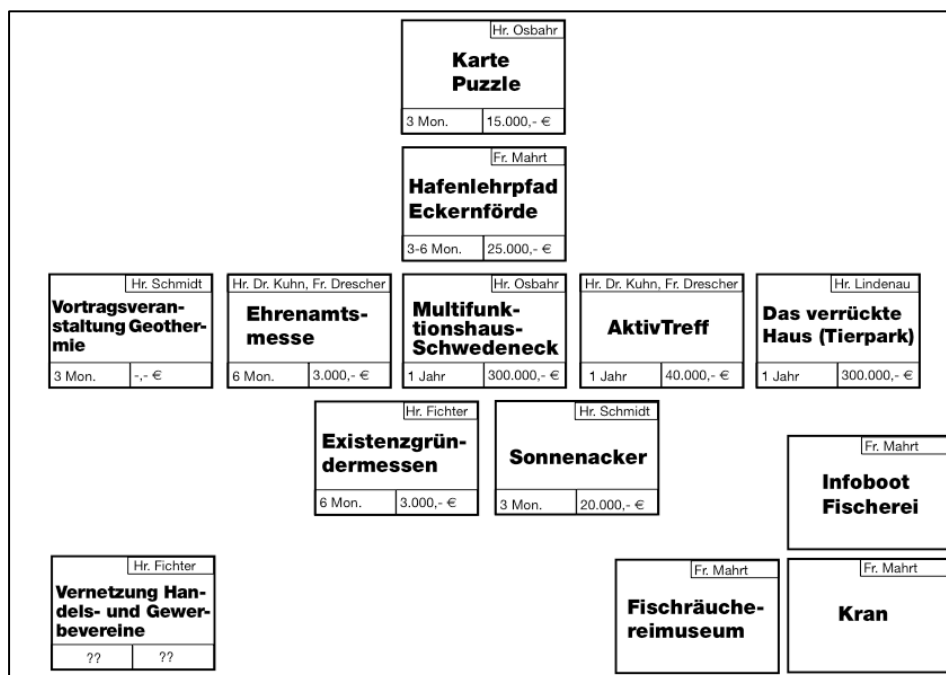 Hr. Osbahr
Karte
Puzzle
3 Mon.
15.000,- €
Fr. Mahrt
Hafenlehrpfad
Eckernförde
3-6 Mon.
25.000,- €
Hr. Schmidt
Vortragsveran-
staltung Geother-
mie
3 Mon.
-,- €
Hr. Dr. Kuhn, Fr. Drescher
Ehrenamts-
messe
6 Mon.
3.000,- €
Hr. Osbahr
Multifunk-
tionshaus-
Schwedeneck
1 Jahr
300.000,- €
Hr. Dr. Kuhn, Fr. Drescher
AktivTreff
1 Jahr
40.000,- €
Hr. Lindenau
Das verrückte
Haus (Tierpark)
1 Jahr
300.000,- €
Hr. Fichter
Existenzgrün-
dermessen
6 Mon.
3.000,- €
Hr. Schmidt
Sonnenacker
3 Mon.
20.000,- €
Fr. Mahrt
Infoboot
Fischerei
Hr. Fichter
Vernetzung Han-
dels- und Gewer-
bevereine
??
??
Fr. Mahrt
Fischräuche-
reimuseum
Fr. Mahrt
Kran